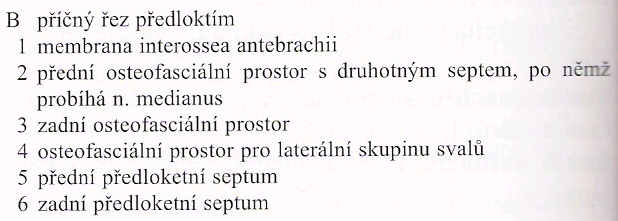 B příčný řez předloktím
1 membrana interossea antebrachii
2 přední osteofasciální prostor s druhotným septem, po němž
probíhá n. medianus
3 zadní osteofasciální prostor
4 osteofasciální prostor pro laterální skupinu svalů
5 přední předloketní septum
6 zadní předloketní septum